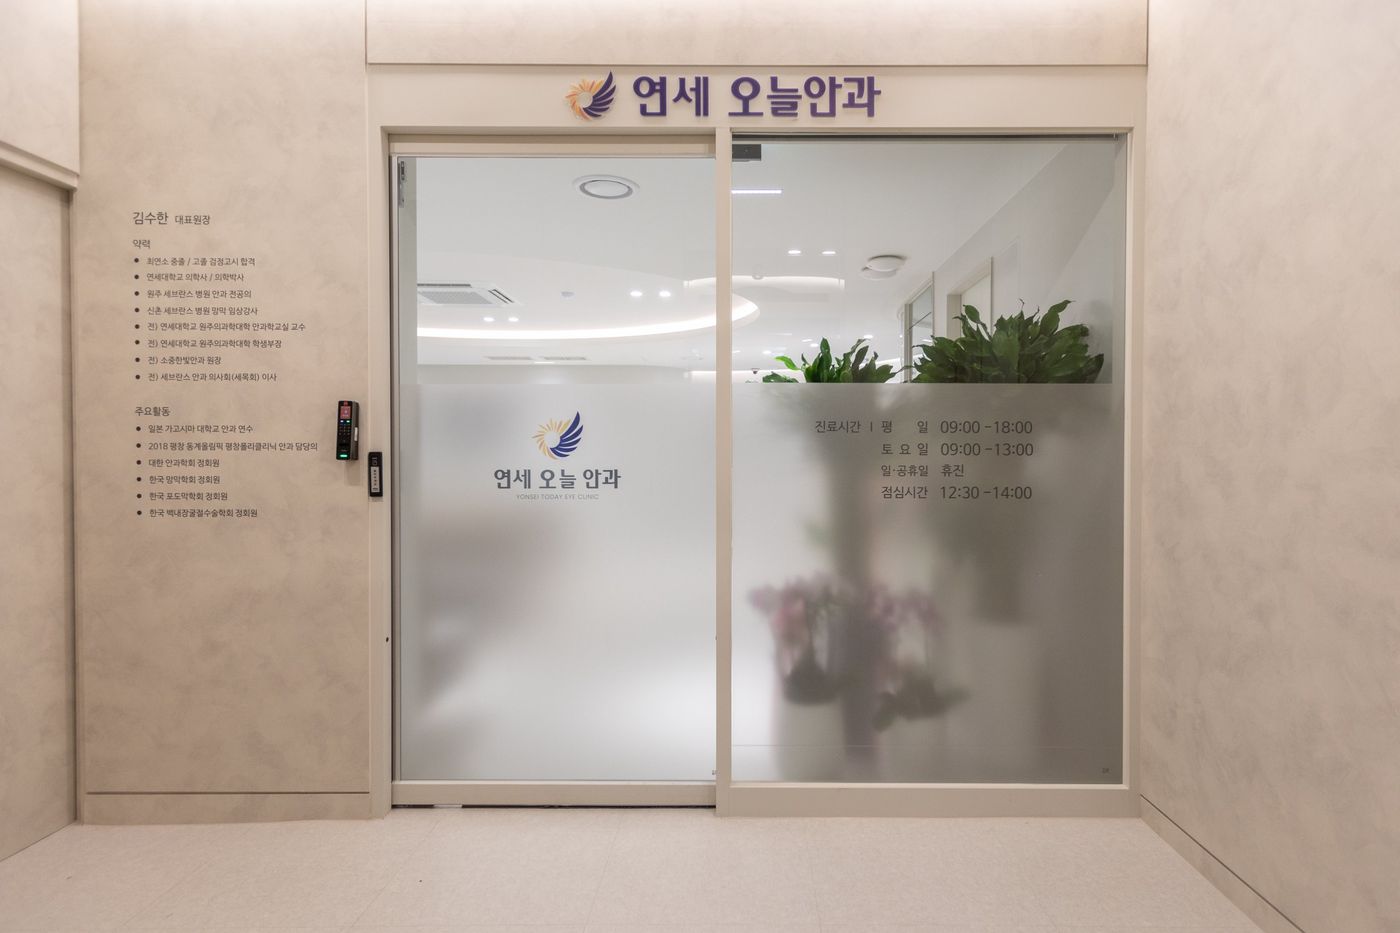 연세 오늘안과
김수한 대표원장
약력
• 최연소 중졸 / 고졸 검정고시 합격
• 연세대학교 의학사 / 의학박사
• 원주 세브란스 병원 안과 전공의
• 신촌 세브란스 병원 망막 임상강사
• 전) 연세대학교 원주의과학대학 안과학교실 교수
• 전) 연세대학교 원주의과학대학 학생부장
• 전) 소중한빛안과 원장
• 전) 세브란스 안과 의사회(세목회) 이사
주요활동
• 일본 가고시마 대학교 안과 연수
• 2018 평창 동계올림픽 평창폴리클리닉 안과 담당의
• 대한 안과학회 정회원
• 한국 망막학회 정회원
• 한국 포도막학회 정회원
• 한국 백내장굴절수술학회 정회원
연세 오늘 안과
YONSEI TODAY EYE CLINIC
진료시간 | 평 일 09:00 -18:00
토 요 일 09:00 -13:00
일·공휴일 휴진
점심시간 12:30 -14:00